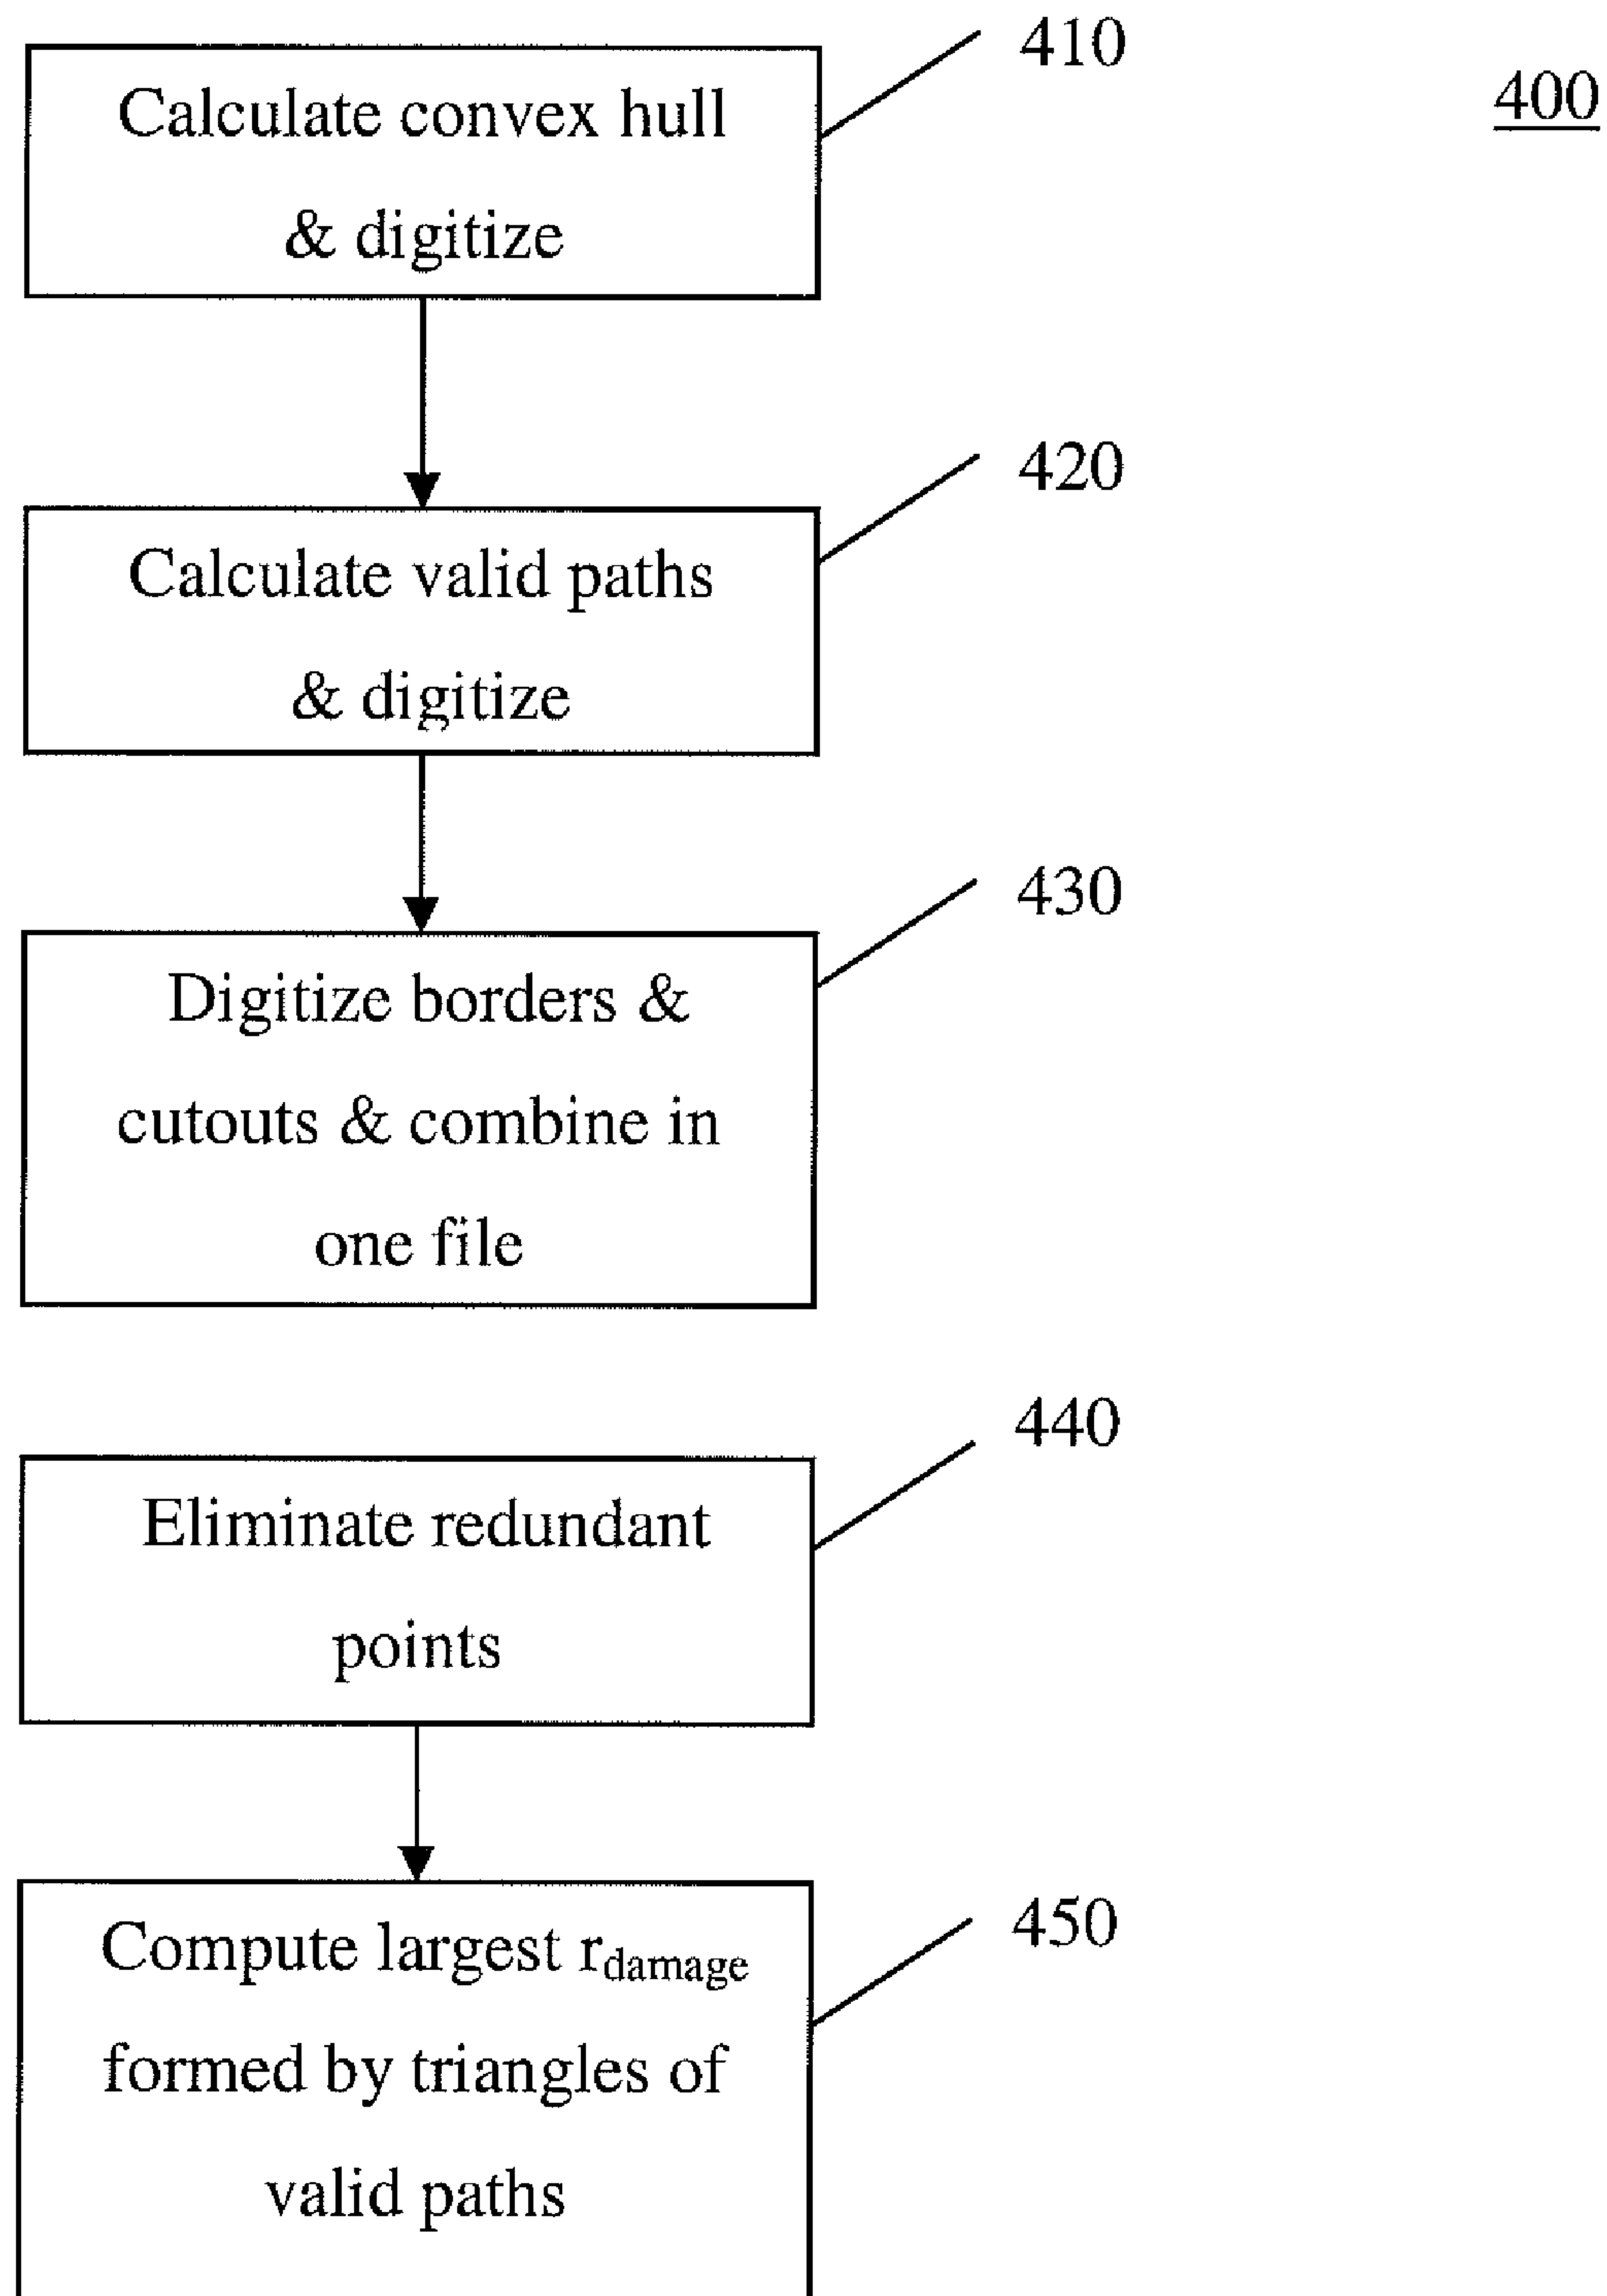 410
400
Calculate convex hull
& digitize
420
Calculate valid paths
& digitize
430
Digitize borders &
cutouts & combine in
one file
440
Eliminate redundant
points
450
Compute largest rdamage
formed by triangles of
valid paths